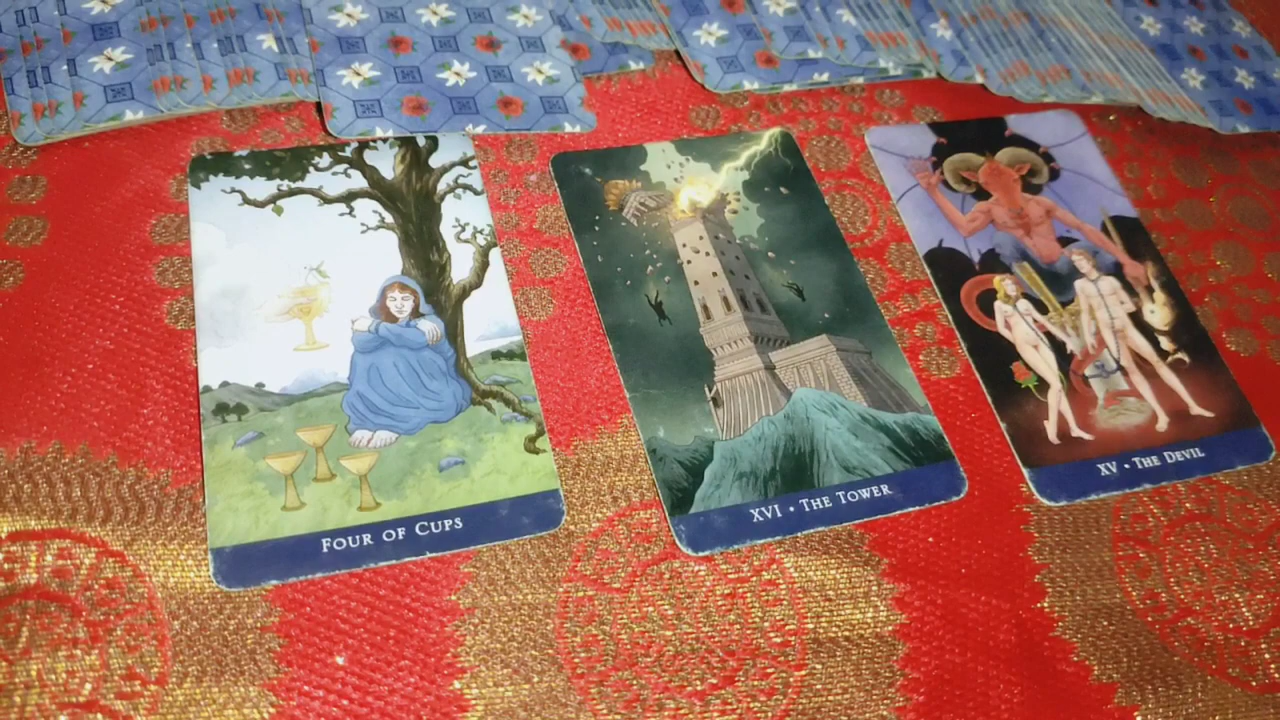 FOUR OF CUPS
XVI • THE TOWER
XV • THE DEVIL